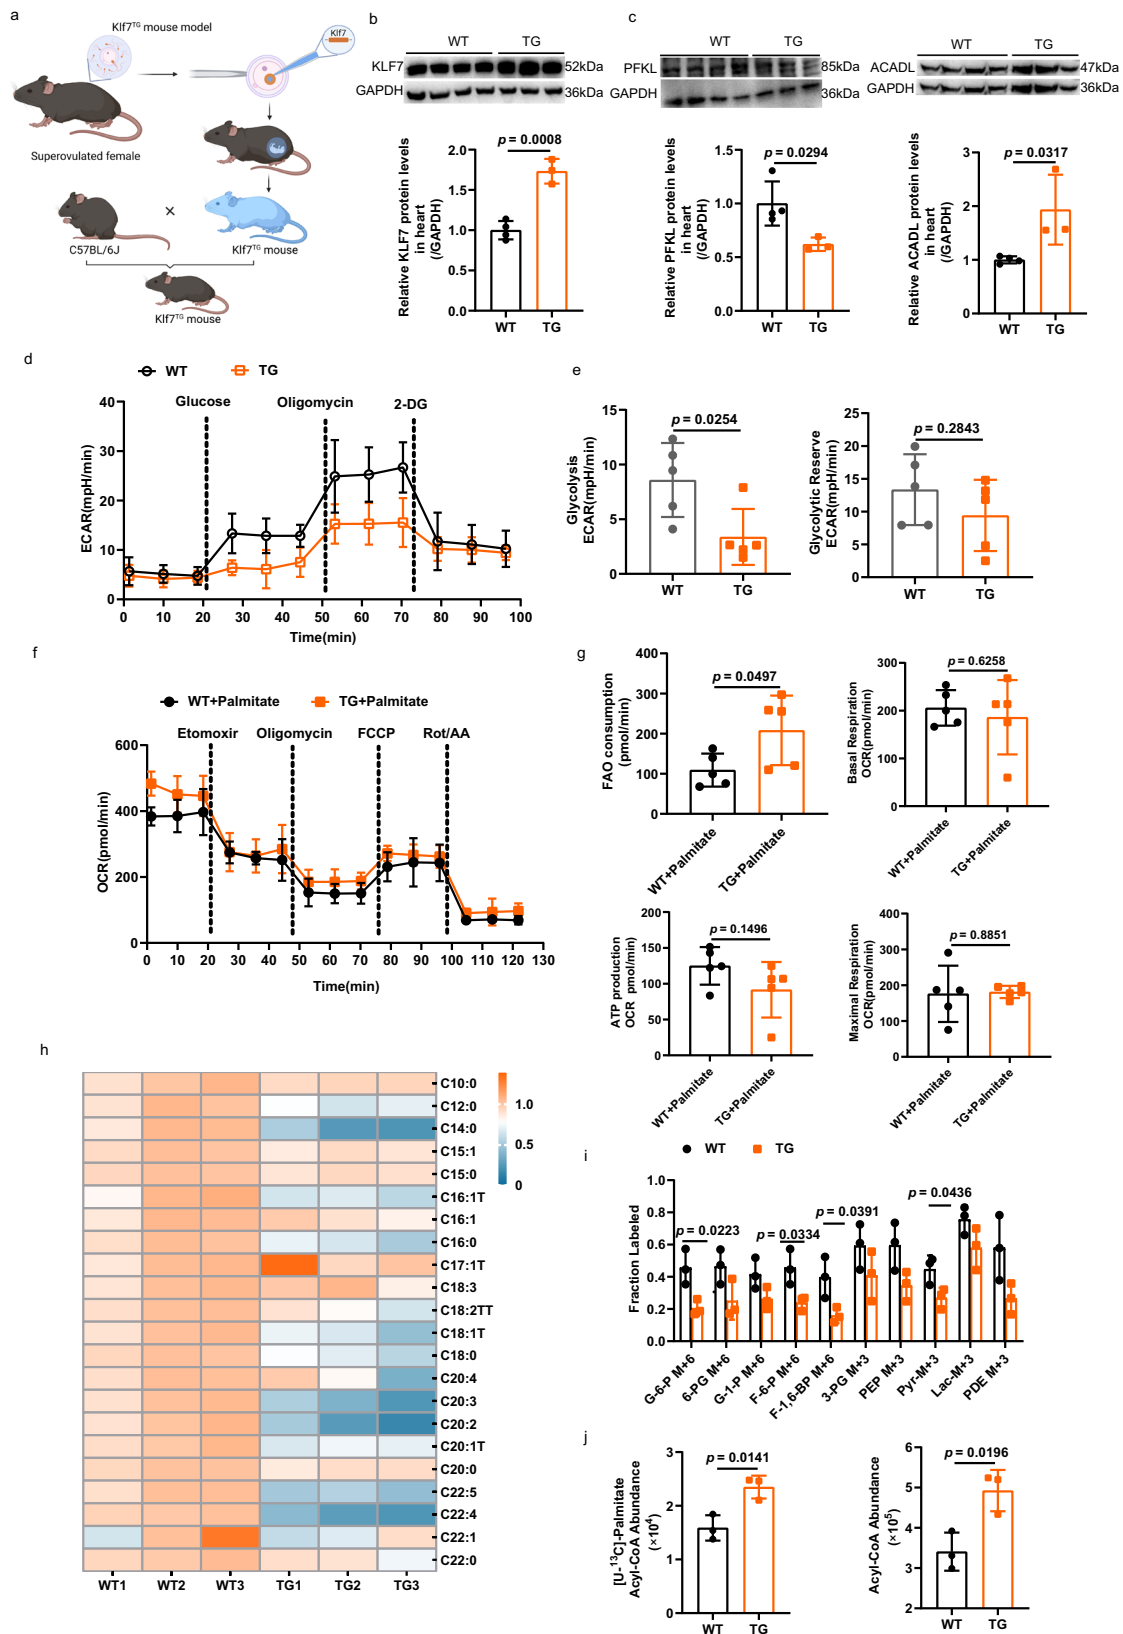 a
Klf7TG mouse model
Klf7
Superovulated female
C57BL/6J
×
Klf7TG mouse
Klf7TG mouse
b
WT TG
KLF7 52kDa
GAPDH 36kDa
Relative KLF7 protein levels
in heart
(/GAPDH)
p = 0.0008
2.0
1.5
1.0
0.5
0.0
WT TG
c
WT TG
PFKL 85kDa
GAPDH 36kDa
WT TG
ACADL 47kDa
GAPDH 36kDa
Relative PFKL protein levels
in heart
(/GAPDH)
p = 0.0294
1.5
1.0
0.5
0.0
WT TG
Relative ACADL protein levels
in heart
(/GAPDH)
p = 0.0317
3
2
1
0
WT TG
d
WT TG
Glucose Oligomycin 2-DG
ECAR(mpH/min)
40
30
20
10
0
0 10 20 30 40 50 60 70 80 90 100
Time(min)
e
Glycolysis
ECAR(mpH/min)
p = 0.0254
15
10
5
0
WT TG
Glycolytic Reserve
ECAR(mpH/min)
p = 0.2843
25
20
15
10
5
0
WT TG
f
WT+Palmitate TG+Palmitate
Etomoxir Oligomycin FCCP Rot/AA
OCR(pmol/min)
600
400
200
0
0 10 20 30 40 50 60 70 80 90 100 110 120 130
Time(min)
g
FAO consumption
(pmol/min)
p = 0.0497
400
300
200
100
0
WT+Palmitate TG+Palmitate
Basal Respiration
OCR(pmol/min)
p = 0.6258
300
200
100
0
WT+Palmitate TG+Palmitate
ATP production
OCR pmol/min)
p = 0.1496
200
150
100
50
0
WT+Palmitate TG+Palmitate
Maximal Respiration
OCR(pmol/min)
p = 0.8851
400
300
200
100
0
WT+Palmitate TG+Palmitate
h
C10:0
C12:0
C14:0
C15:1
C15:0
C16:1T
C16:1
C16:0
C17:1T
C18:3
C18:2TT
C18:1T
C18:0
C20:4
C20:3
C20:2
C20:1T
C20:0
C22:5
C22:4
C22:1
C22:0
WT1 WT2 WT3 TG1 TG2 TG3
1.0
0.5
0
i
WT TG
Fraction Labeled
1.0
0.8
0.6
0.4
0.2
0.0
p = 0.0223
p = 0.0334
p = 0.0391
p = 0.0436
G-6-P M+6
6-PG M+6
G-1-P M+6
F-6-P M+6
F-1,6-BP M+6
3-PG M+3
PEP M+3
Pyr-M+3
Lac-M+3
PDE M+3
j
[U-13C]-Palmitate
Acyl-CoA Abundance
(×104)
p = 0.0141
3
2
1
0
WT TG
Acyl-CoA Abundance
(×105)
p = 0.0196
6
5
4
3
2
WT TG